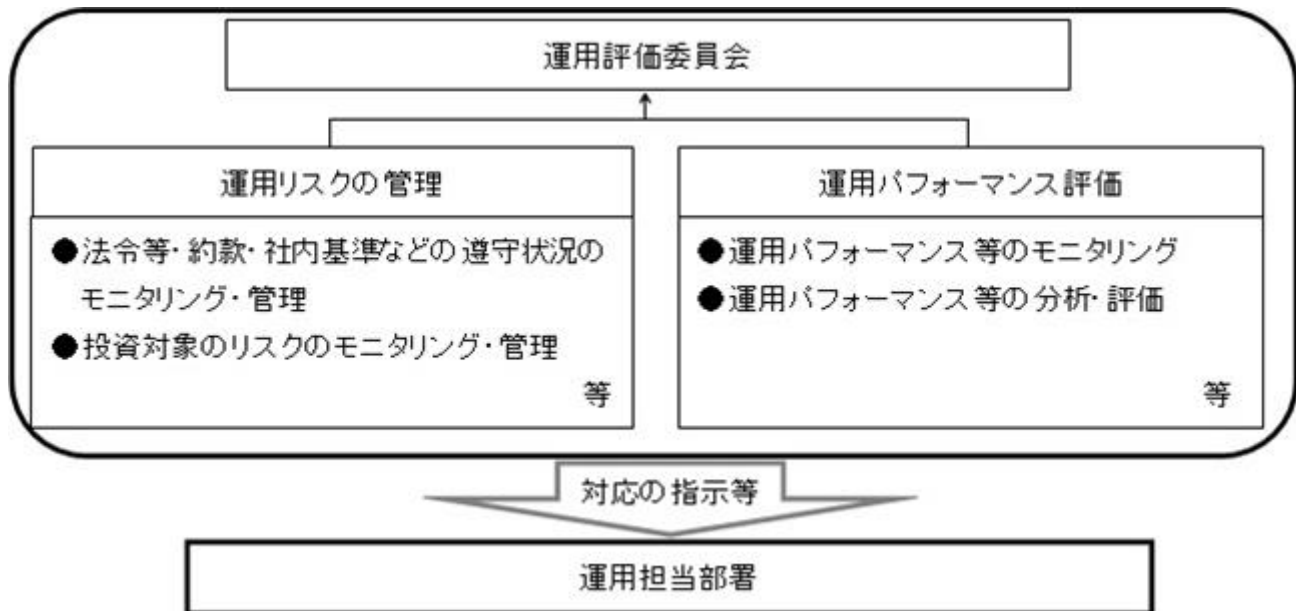 運用評価委員会
運用リスクの管理
●法令等・約款・社内基準などの遵守状況の
モニタリング・管理
●投資対象のリスクのモニタリング・管理
等
運用パフォーマンス評価
●運用パフォーマンス等のモニタリング
●運用パフォーマンス等の分析・評価
等
対応の指示等
運用担当部署